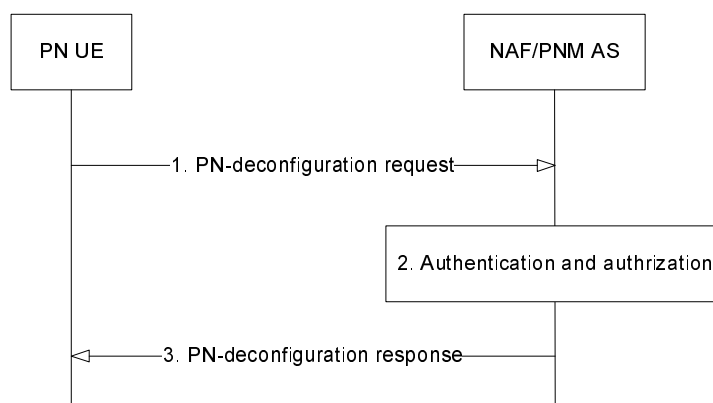 PN UE
NAF/PNM AS
1. PN-deconfiguration request
2. Authentication and authrization
3. PN-deconfiguration response